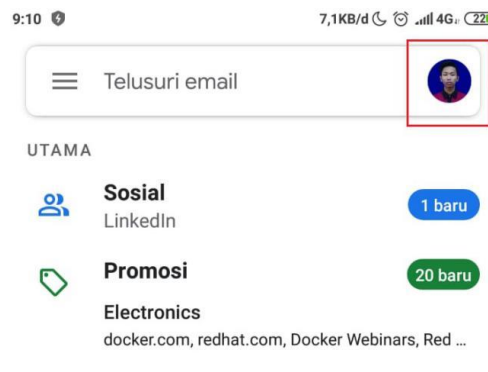 9:10 7,1KB/d 4G 22
Telusuri email
UTAMA
Sosial
1 baru
LinkedIn
Promosi
20 baru
Electronics
docker.com, redhat.com, Docker Webinars, Red ...